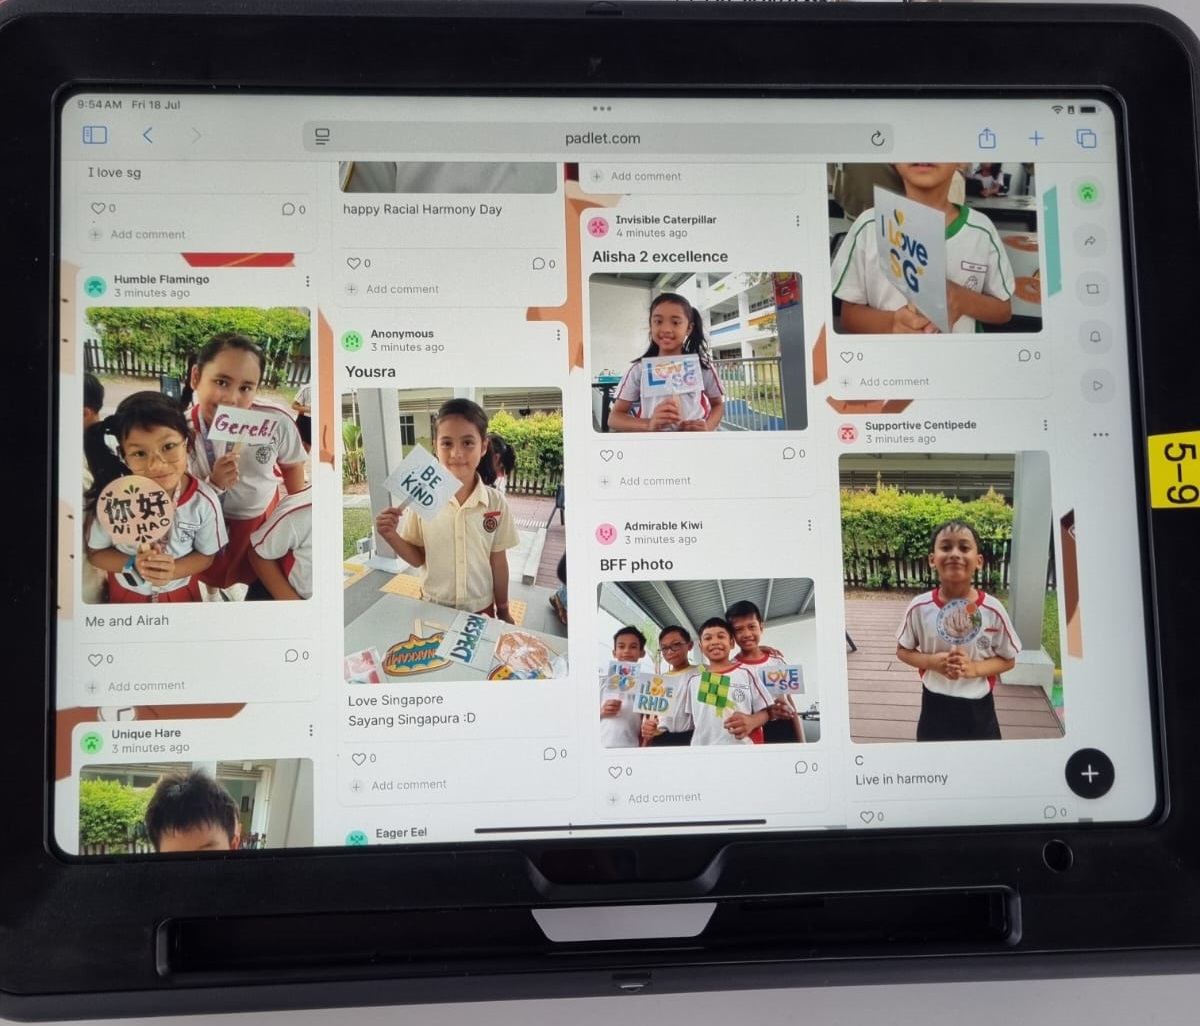 9:54 AM Fri 18 Jul
padlet.com
I love sg
0
0
Add comment
Humble Flamingo
3 minutes ago
Gerek!
你好
Ni HAO
Me and Airah
0
0
Add comment
Unique Hare
3 minutes ago
happy Racial Harmony Day
0
0
Add comment
Anonymous
3 minutes ago
Yousra
BE
KIND
RESPECT
Love Singapore
Sayang Singapura :D
0
0
Add comment
Eager Eel
Add comment
Invisible Caterpillar
4 minutes ago
Alisha 2 excellence
LOVE
SG
0
0
Add comment
Admirable Kiwi
3 minutes ago
BFF photo
I LOVE
RHD
LOVE
SG
0
0
Add comment
I Love
SG
0
0
Add comment
Supportive Centipede
3 minutes ago
C
Live in harmony
0
0
5-9